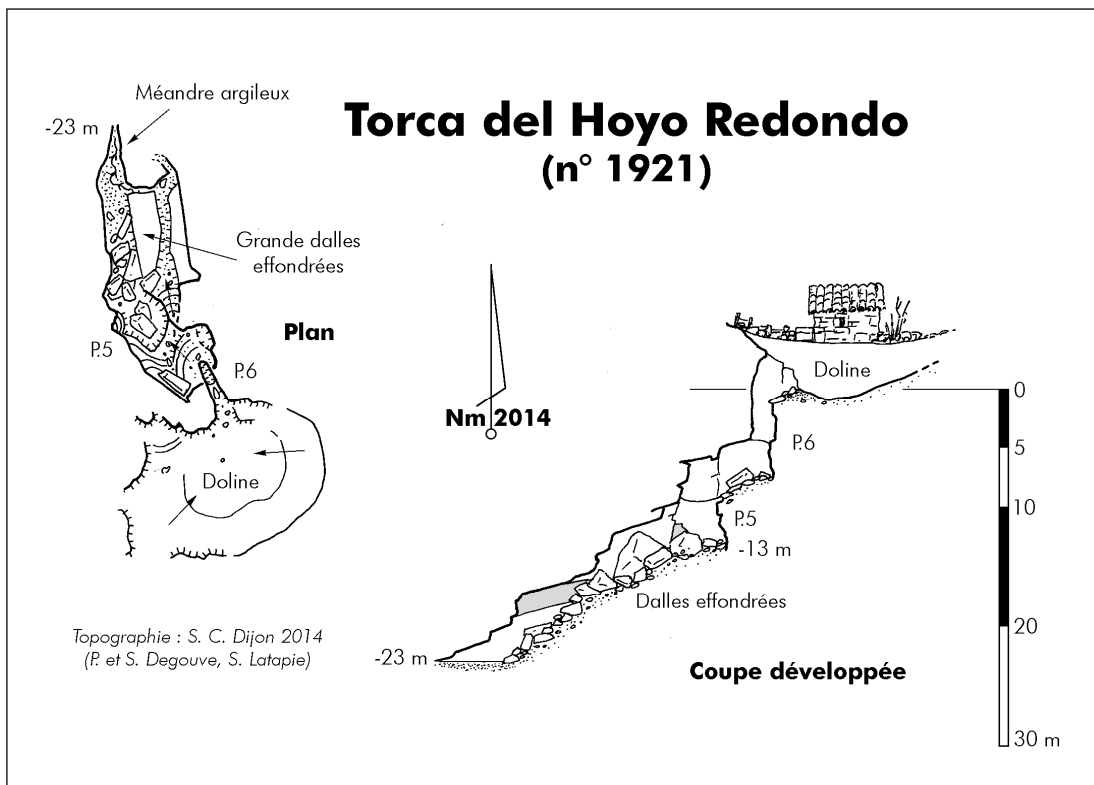 Torca del Hoyo Redondo
(n° 1921)
Méandre argileux
-23 m
Grande dalles
effondrées
Plan
P.5
P.6
Doline
Nm 2014
Doline
0
P.6
5
10
P.5
-13 m
Dalles effondrées
20
-23 m
Coupe développée
30 m
Topographie : S. C. Dijon 2014
(P. et S. Degouve, S. Latapie)